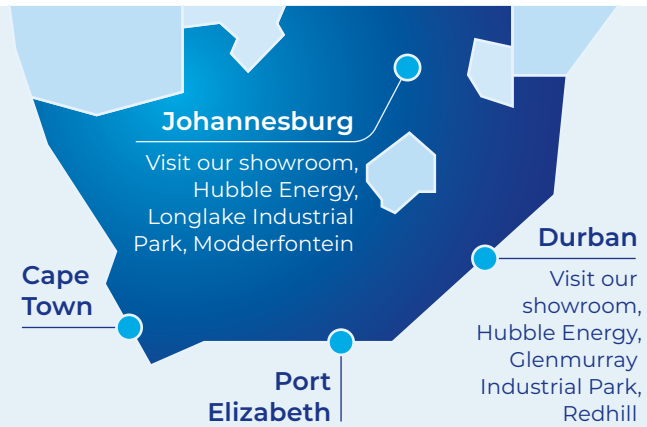 Johannesburg
Visit our showroom,
Hubble Energy,
Longlake Industrial
Park, Modderfontein
Durban
Visit our
showroom,
Hubble Energy,
Glenmurray
Industrial Park,
Redhill
Cape
Town
Port
Elizabeth